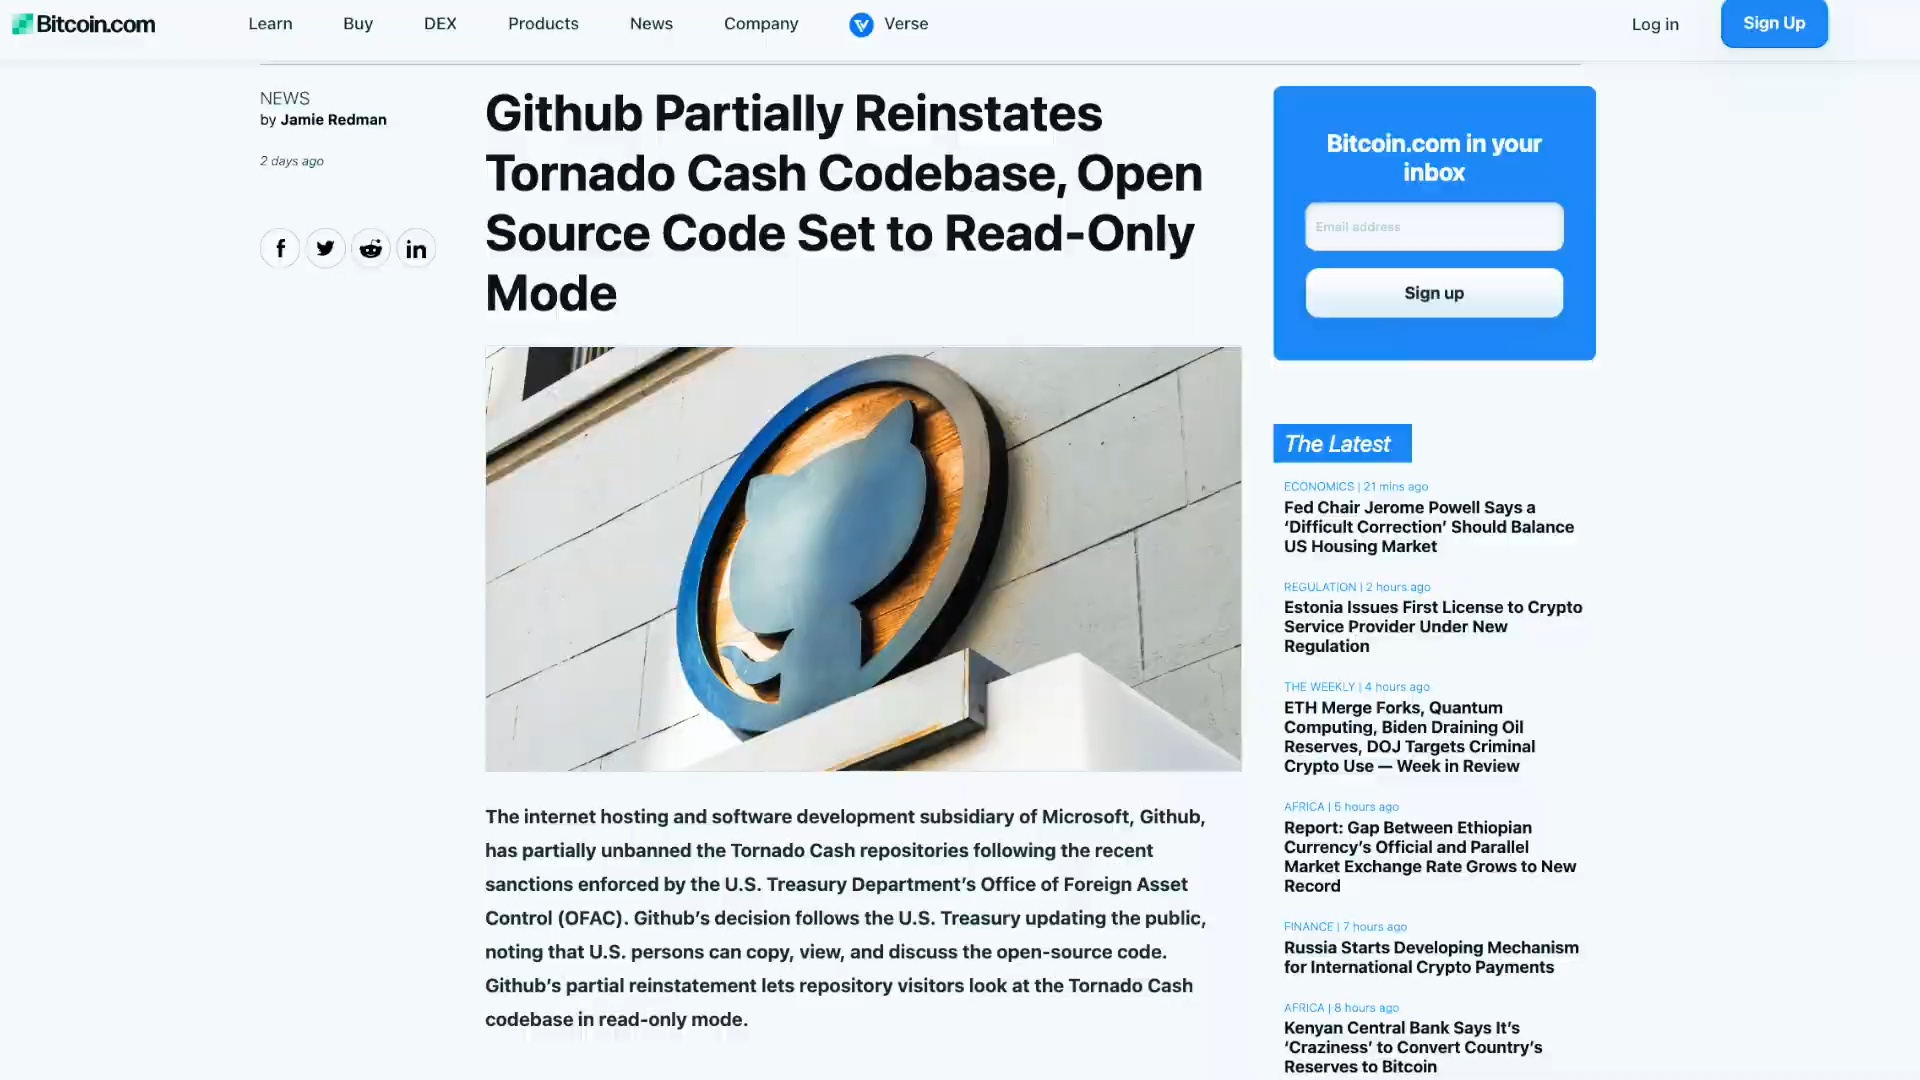 Bitcoin.com
Learn
Buy
DEX
Products
News
Company
Verse
Log in
Sign Up
NEWS
by Jamie Redman
2 days ago
Github Partially Reinstates
Tornado Cash Codebase, Open
Source Code Set to Read-Only
Mode
The internet hosting and software development subsidiary of Microsoft, Github,
has partially unbanned the Tornado Cash repositories following the recent
sanctions enforced by the U.S. Treasury Department’s Office of Foreign Asset
Control (OFAC). Github’s decision follows the U.S. Treasury updating the public,
noting that U.S. persons can copy, view, and discuss the open-source code.
Github’s partial reinstatement lets repository visitors look at the Tornado Cash
codebase in read-only mode.
Bitcoin.com in your
inbox
Email address
Sign up
The Latest
ECONOMICS | 21 mins ago
Fed Chair Jerome Powell Says a
‘Difficult Correction’ Should Balance
US Housing Market
REGULATION | 2 hours ago
Estonia Issues First License to Crypto
Service Provider Under New
Regulation
THE WEEKLY | 4 hours ago
ETH Merge Forks, Quantum
Computing, Biden Draining Oil
Reserves, DOJ Targets Criminal
Crypto Use — Week in Review
AFRICA | 5 hours ago
Report: Gap Between Ethiopian
Currency’s Official and Parallel
Market Exchange Rate Grows to New
Record
FINANCE | 7 hours ago
Russia Starts Developing Mechanism
for International Crypto Payments
AFRICA | 8 hours ago
Kenyan Central Bank Says It’s
‘Craziness’ to Convert Country’s
Reserves to Bitcoin